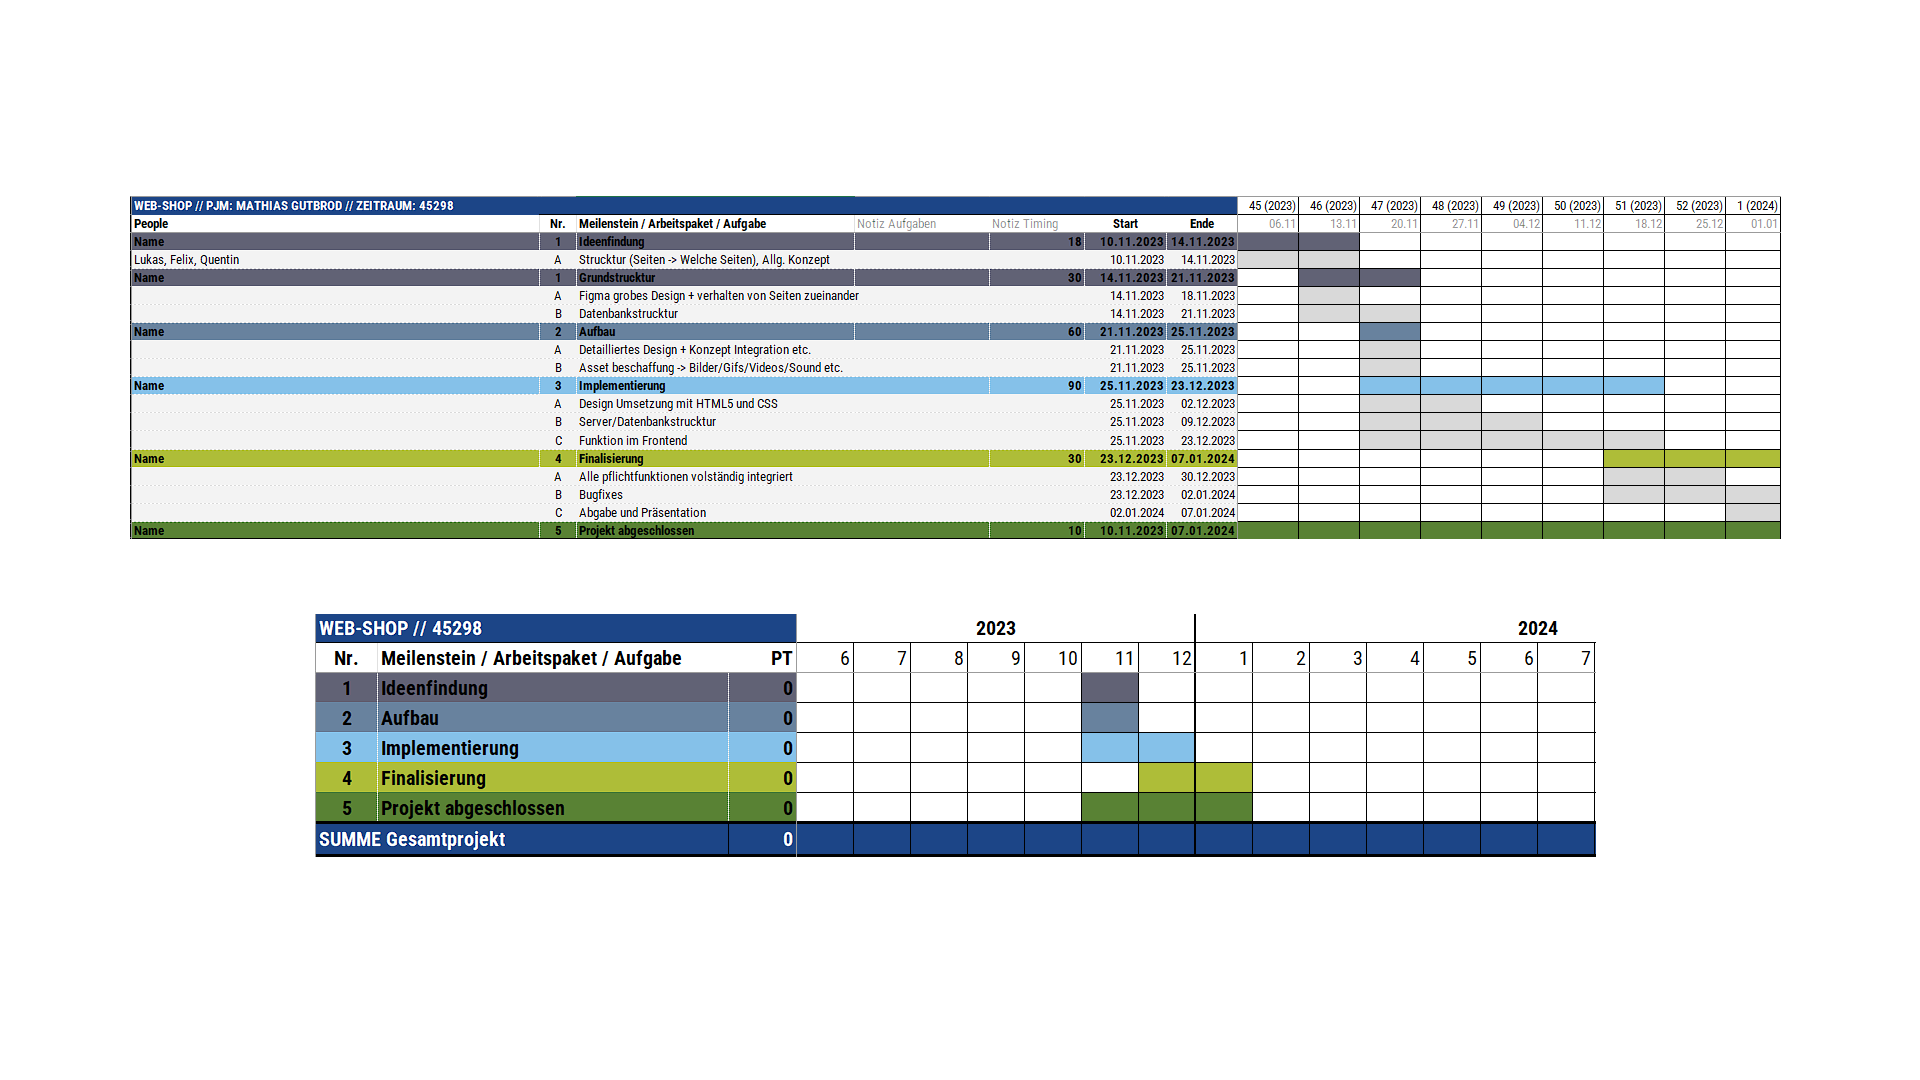 WEB-SHOP // PJM: MATHIAS GUTBROD // ZEITRAUM: 45298 45 (2023) 46 (2023) 47 (2023) 48 (2023) 49 (2023) 50 (2023) 51 (2023) 52 (2023) 1 (2024)
People Nr. Meilenstein / Arbeitspaket / Aufgabe Notiz Aufgaben Notiz Timing Start Ende 06.11 13.11 20.11 27.11 04.12 11.12 18.12 25.12 01.01
Name 1 Ideenfindung 18 10.11.2023 14.11.2023
Lukas, Felix, Quentin A Strucktur (Seiten -> Welche Seiten), Allg. Konzept 10.11.2023 14.11.2023
Name 1 Grundstrucktur 30 14.11.2023 21.11.2023
A Figma grobes Design + verhalten von Seiten zueinander 14.11.2023 18.11.2023
B Datenbankstrucktur 14.11.2023 21.11.2023
Name 2 Aufbau 60 21.11.2023 25.11.2023
A Detailliertes Design + Konzept Integration etc. 21.11.2023 25.11.2023
B Asset beschaffung -> Bilder/Gifs/Videos/Sound etc. 21.11.2023 25.11.2023
Name 3 Implementierung 90 25.11.2023 23.12.2023
A Design Umsetzung mit HTML5 und CSS 25.11.2023 02.12.2023
B Server/Datenbankstrucktur 25.11.2023 09.12.2023
C Funktion im Frontend 25.11.2023 23.12.2023
Name 4 Finalisierung 30 23.12.2023 07.01.2024
A Alle pflichtfunktionen volständig integriert 23.12.2023 30.12.2023
B Bugfixes 23.12.2023 02.01.2024
C Abgabe und Präsentation 02.01.2024 07.01.2024
Name 5 Projekt abgeschlossen 10 10.11.2023 07.01.2024
WEB-SHOP // 45298 2023 2024
Nr. Meilenstein / Arbeitspaket / Aufgabe PT 6 7 8 9 10 11 12 1 2 3 4 5 6 7
1 Ideenfindung 0
2 Aufbau 0
3 Implementierung 0
4 Finalisierung 0
5 Projekt abgeschlossen 0
SUMME Gesamtprojekt 0